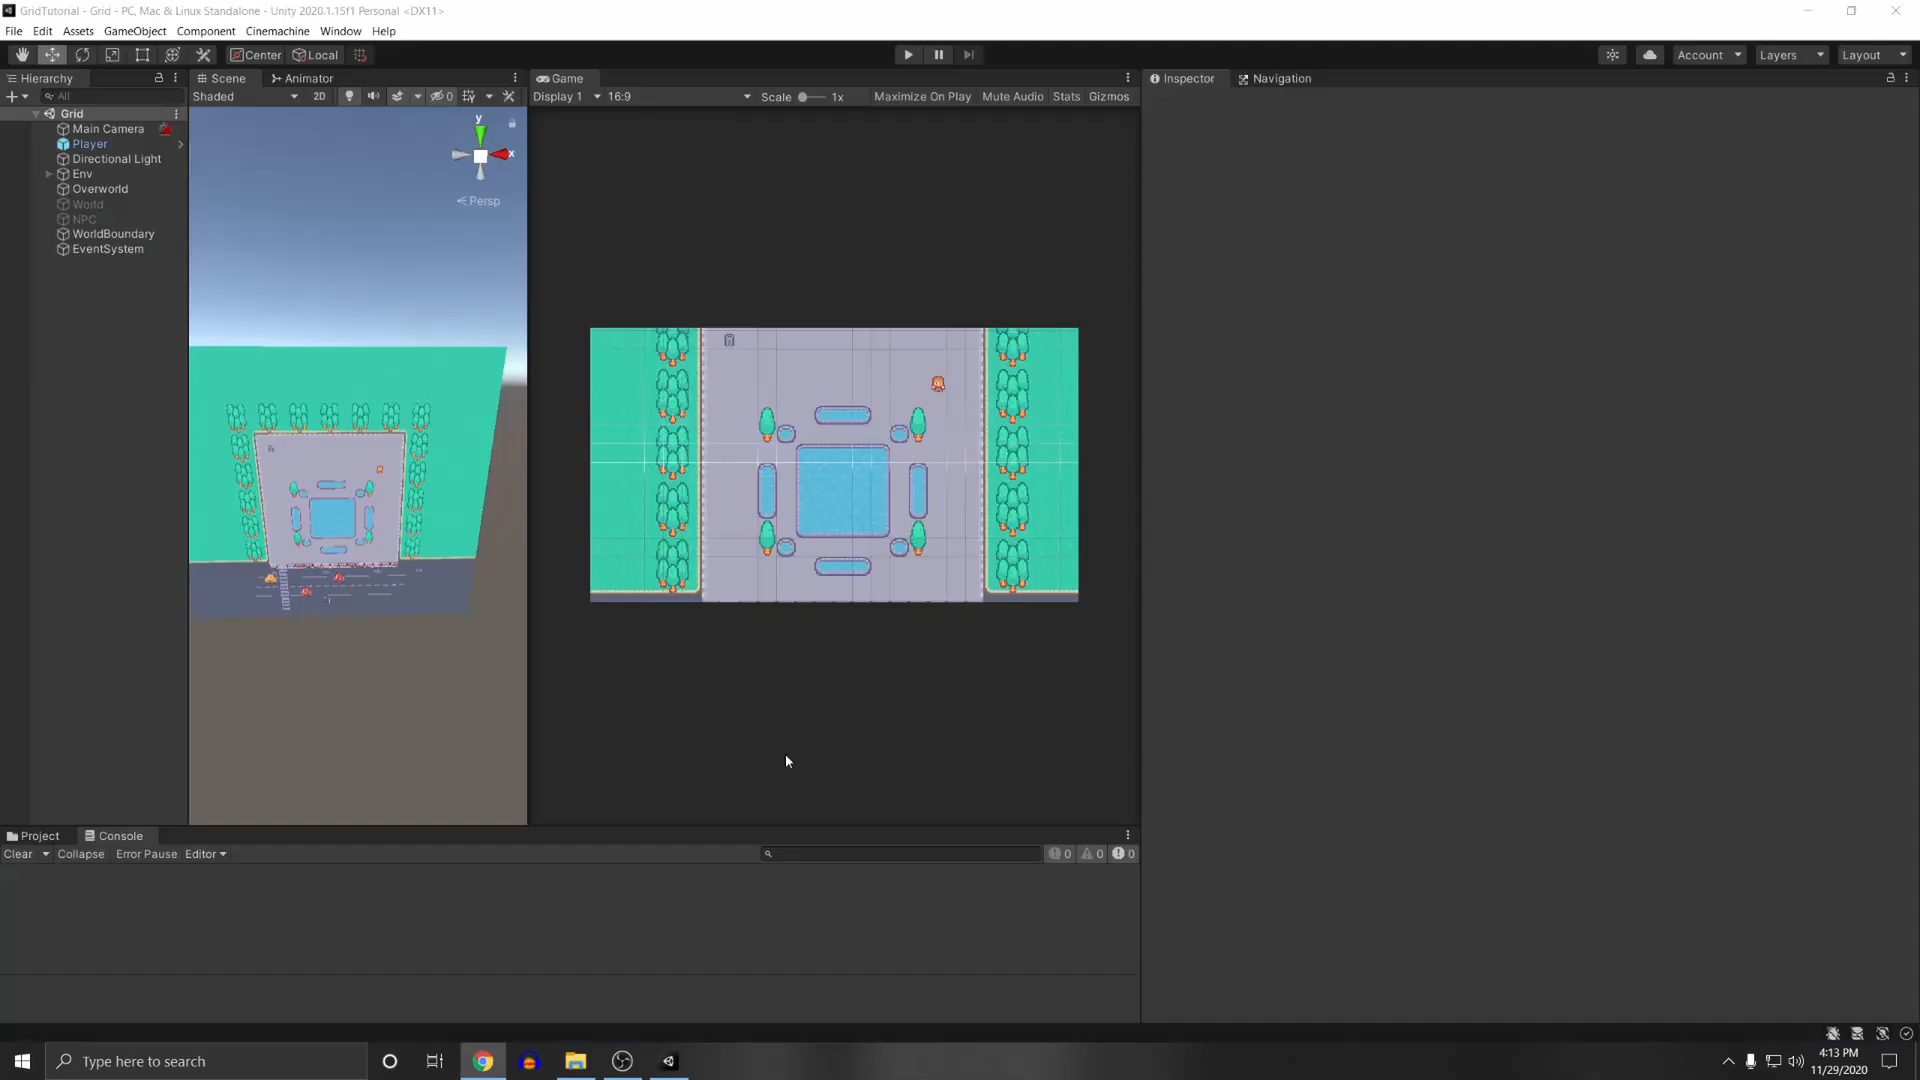 GridTutorial - Grid - PC, Mac & Linux Standalone - Unity 2020.1.15f1 Personal <DX11>
File Edit Assets GameObject Component Cinemachine Window Help
Center Local Account Layers Layout
Hierarchy Scene Animator Game Inspector Navigation
All Shaded 2D 0 Display 1 16:9 Scale 1x Maximize On Play Mute Audio Stats Gizmos
Grid
Main Camera
Player
Directional Light
Env
Overworld
World
NPC
WorldBoundary
EventSystem
y
x
Persp
Project Console
Clear Collapse Error Pause Editor 0 0 0
Type here to search
4:13 PM
11/29/2020